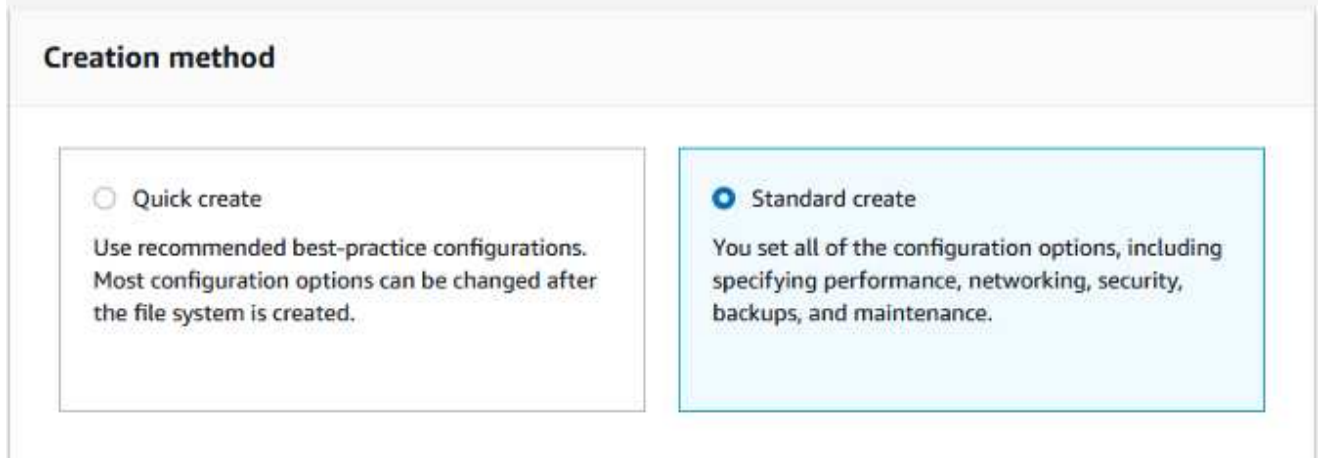 Creation method
Quick create
Use recommended best-practice configurations.
Most configuration options can be changed after
the file system is created.
Standard create
You set all of the configuration options, including
specifying performance, networking, security,
backups, and maintenance.